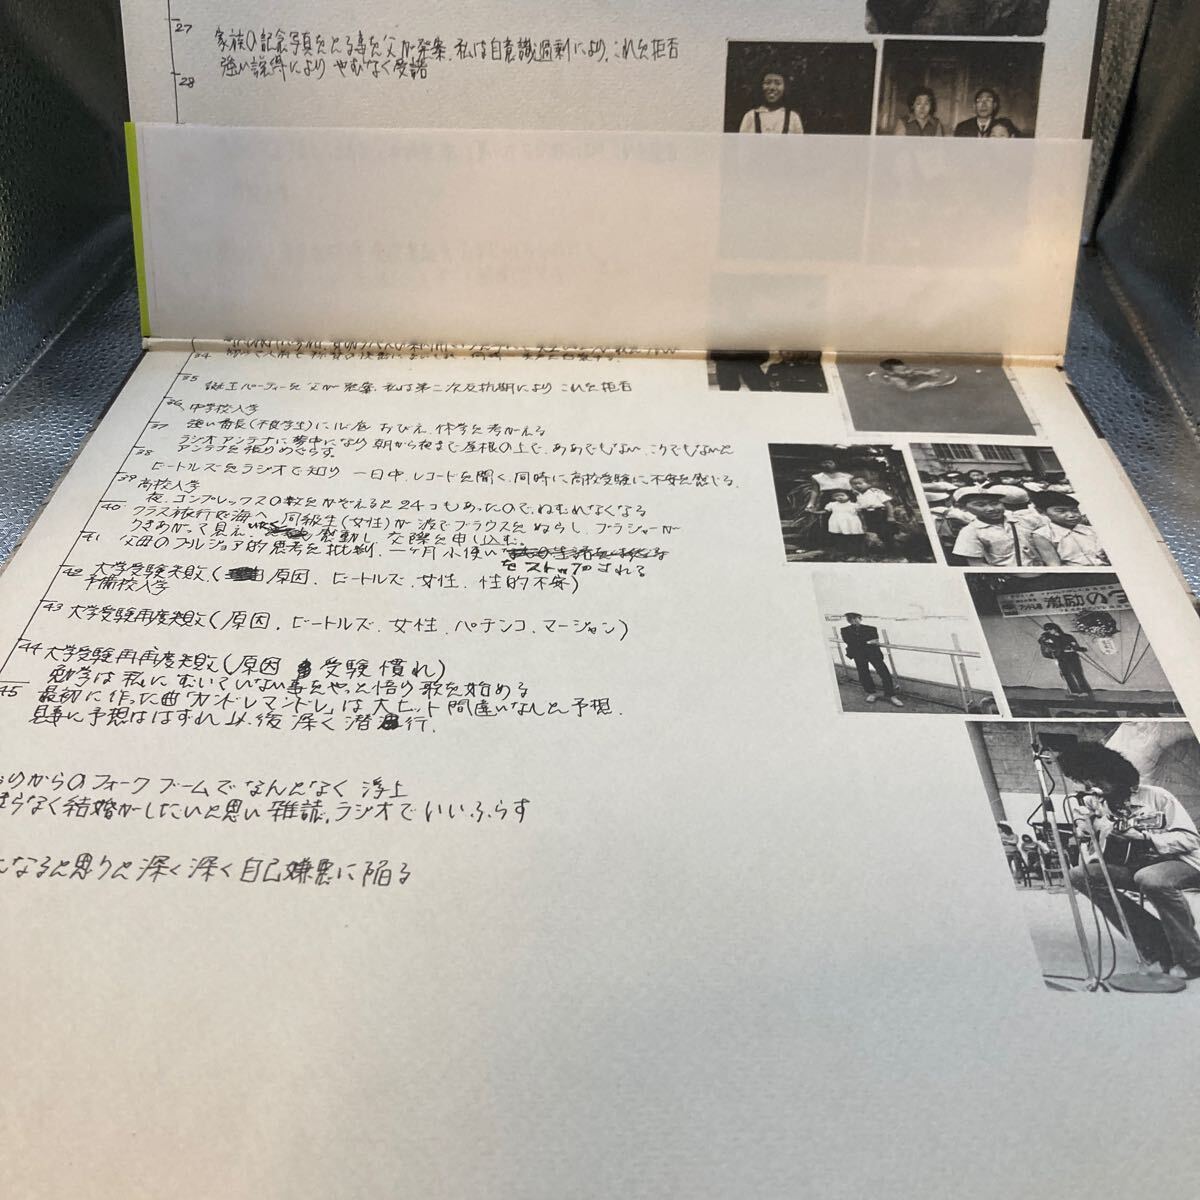 27
家族の記念写真をとる事を父が発案、私は自意識過剰により、これを拒否
28
強い説得により やむなく受諾
34
35
誕生パーティーを父が発案、私は第二次反抗期により これを拒否
36 中学校入学
37 強い番長(不良学生)に心底 おびえ、休学を考がえる
ラジオアンテナに夢中になり 朝から夜まで屋根の上で、ああでもない、こうでもないと
38 アンテナを張りめぐらす。
ビートルズをラジオで知り 一日中 レコードを聞く、同時に高校受験に不安を感じる。
39 高校入学
夜、コンプレックスの数をかぞえると24コもあったので、ねむれなくなる
40 クラス旅行で海へ、同級生(女性)が波でブラウスをぬらし、ブラジャーが
うきあがって見え、感動し 交際を申し込む。
41 父母のブルジョア的思考を批判、一ヶ月小使い
をストップされる
42 大学受験失敗、(原因、ビートルズ、女性、性的不安)
予備校入学
43 大学受験再度失敗(原因、ビートルズ、女性、パチンコ、マージャン)
44 大学受験再再度失敗(原因 受験慣れ)
勉学は私に むいていない事をやっと悟り 歌を始める
45 最初に作った曲「カンドレマンドレ」は大ヒット間違いなしと予想、
見事に予想ははずれ 以後 深く潜行。
からのフォークブームで なんとなく 浮上
なく結婚がしたいと思い 雑誌、ラジオでいいふらす
なると思うと深く深く自己嫌悪に陥る
激励の